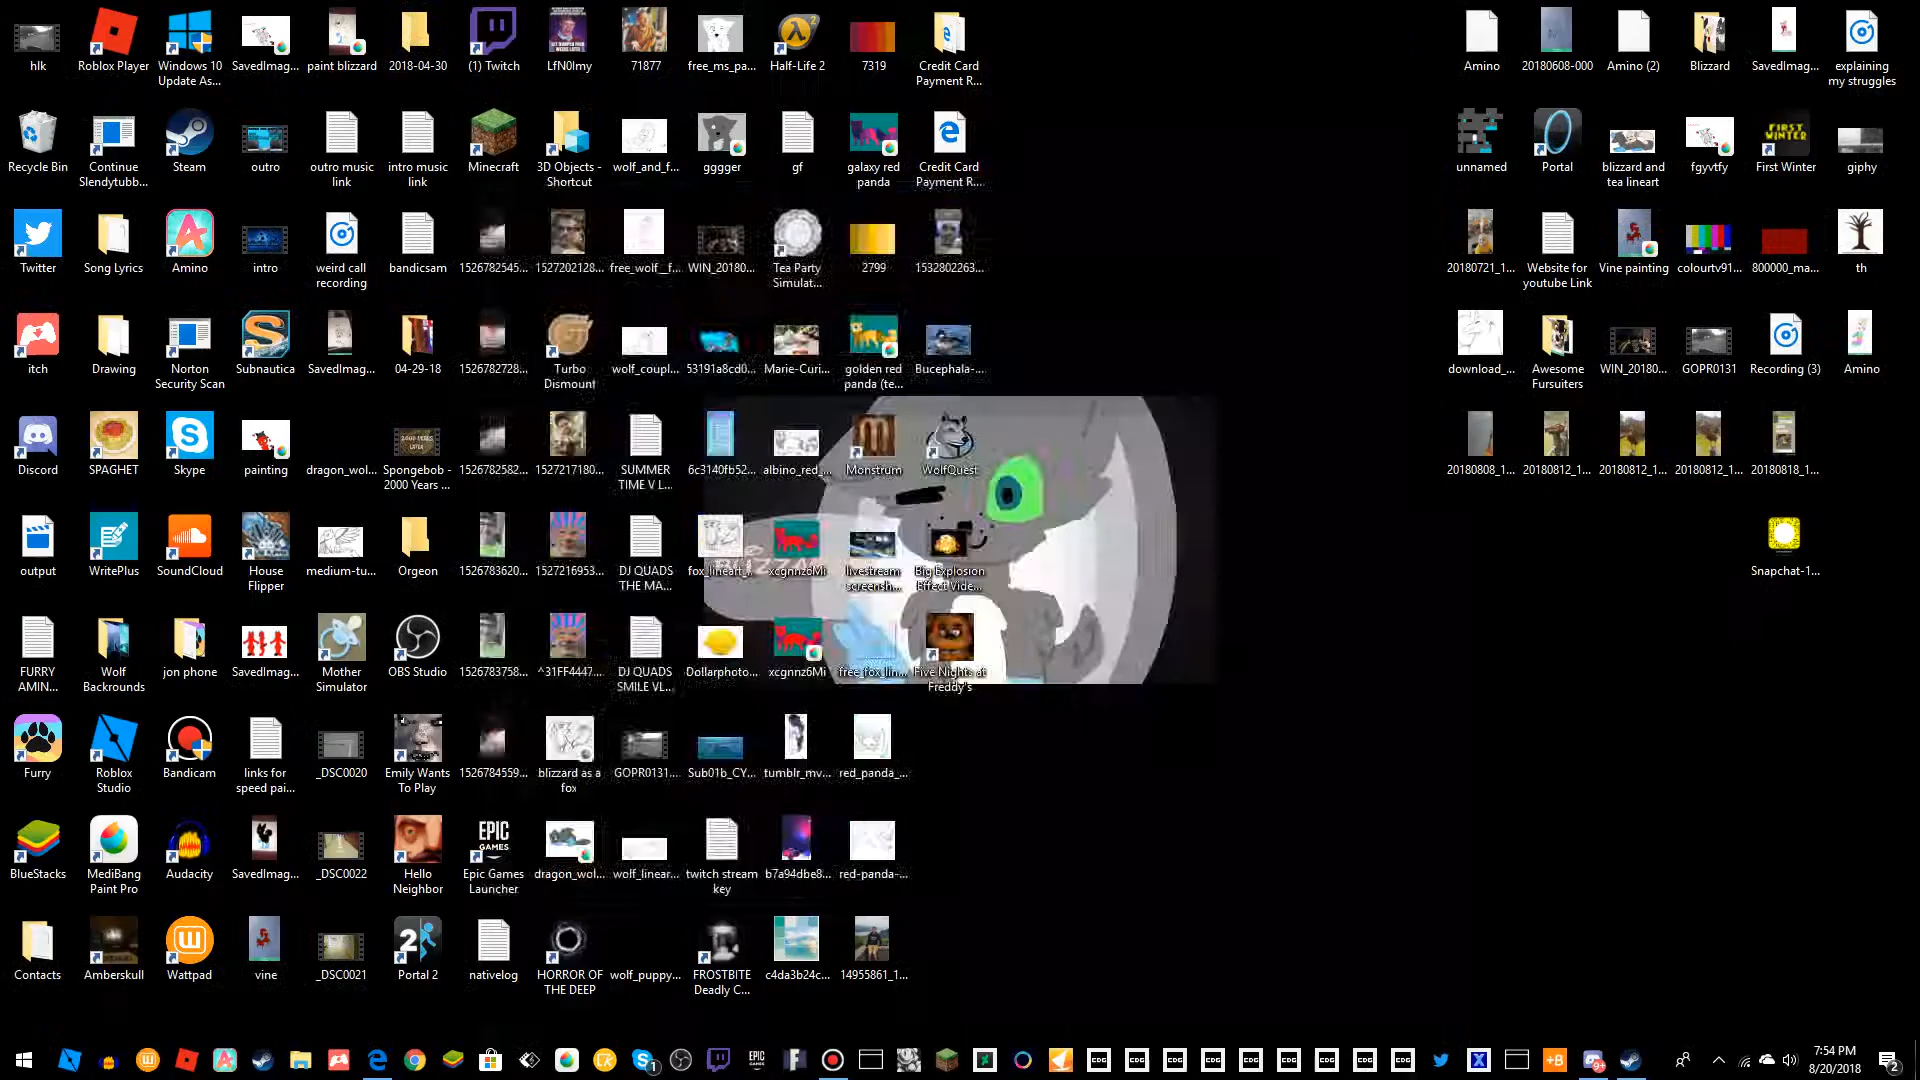 hlk
Roblox Player
Windows 10
Update As...
SavedImag...
paint blizzard
2018-04-30
(1) Twitch
LfN0lmy
71877
free_ms_pa...
Half-Life 2
7319
Credit Card
Payment R...
Amino
20180608-000
Amino (2)
Blizzard
SavedImag...
explaining
my struggles
Recycle Bin
Continue
Slendytubb...
Steam
outro
outro music
link
intro music
link
Minecraft
3D Objects -
Shortcut
wolf_and_f...
gggger
gf
galaxy red
panda
Credit Card
Payment R...
unnamed
Portal
blizzard and
tea lineart
fgyvtfy
FIRST
WINTER
First Winter
giphy
Twitter
Song Lyrics
Amino
intro
weird call
recording
bandicsam
1526782545...
1527202128...
free_wolf__f...
WIN_20180...
Tea Party
Simulat...
2799
1532802263...
20180721_1...
Website for
youtube Link
Vine painting
colourtv91...
800000_ma...
th
itch
Drawing
Norton
Security Scan
Subnautica
SavedImag...
04-29-18
1526782728...
Turbo
Dismount
wolf_coupl...
53191a8cd0...
Marie-Curi...
golden red
panda (te...
Bucephala-...
download_...
Awesome
Fursuiters
WIN_20180...
GOPR0131
Recording (3)
Amino
Discord
SPAGHET
Skype
painting
dragon_wol...
Spongebob -
2000 Years ...
1526782582...
1527217180...
SUMMER
TIME V L...
6c3140fb52...
albino_red_...
Monstrum
WolfQuest
20180808_1...
20180812_1...
20180812_1...
20180812_1...
20180818_1...
output
WritePlus
SoundCloud
House
Flipper
medium-tu...
Orgeon
1526783620...
1527216953...
DJ QUADS
THE MA...
fox_lineart_...
xcgnnz6Mi
livestream
screensh...
Big Explosion
Effect Vide...
Snapchat-1...
FURRY
AMIN...
Wolf
Backrounds
jon phone
SavedImag...
Mother
Simulator
OBS Studio
1526783758...
^31FF4447...
DJ QUADS
SMILE VL...
Dollarphoto...
xcgnnz6Mi
free_fox_lin...
Five Nights at
Freddy's
Furry
Roblox
Studio
Bandicam
links for
speed pai...
_DSC0020
Emily Wants
To Play
1526784559...
blizzard as a
fox
GOPR0131...
Sub01b_CY...
tumblr_mv...
red_panda_...
BlueStacks
MediBang
Paint Pro
Audacity
SavedImag...
_DSC0022
Hello
Neighbor
EPIC
GAMES
Epic Games
Launcher
dragon_wol...
wolf_linear...
twitch stream
key
b7a94dbe8...
red-panda-...
Contacts
Amberskull
Wattpad
vine
_DSC0021
Portal 2
nativelog
HORROR OF
THE DEEP
wolf_puppy...
FROSTBITE
Deadly C...
c4da3b24c...
14955861_1...
7:54 PM
8/20/2018